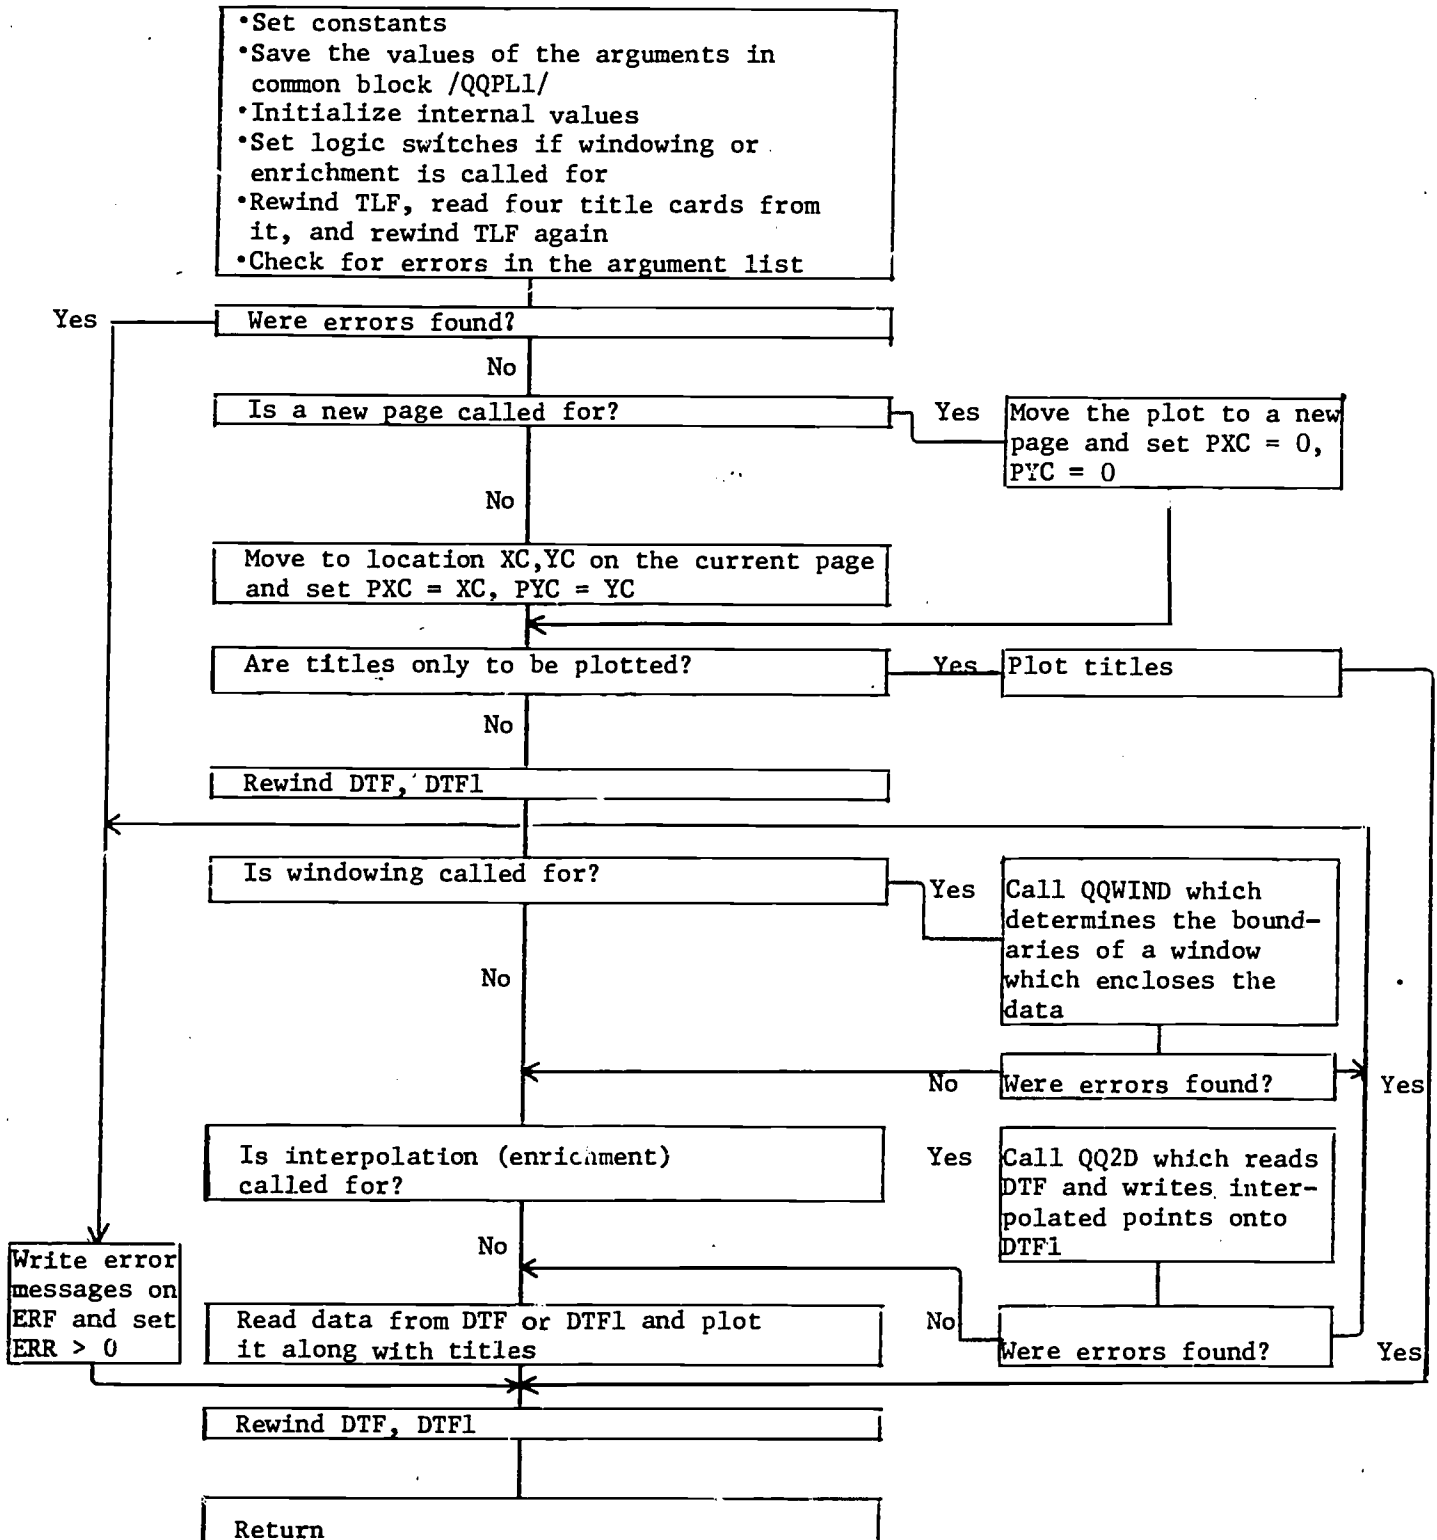 •Set constants
•Save the values of the arguments in
common block /QQPL1/
•Initialize internal values
•Set logic switches if windowing or
enrichment is called for
•Rewind TLF, read four title cards from
it, and rewind TLF again
•Check for errors in the argument list
Yes
Were errors found?
No
Is a new page called for?
Yes
Move the plot to a new
page and set PXC = 0,
PYC = 0
No
Move to location XC,YC on the current page
and set PXC = XC, PYC = YC
Are titles only to be plotted?
Yes
Plot titles
No
Rewind DTF, DTF1
Is windowing called for?
Yes
Call QQWIND which
determines the bound-
aries of a window
which encloses the
data
No
No
Were errors found?
Yes
Is interpolation (enrichment)
called for?
Yes
Call QQ2D which reads
DTF and writes inter-
polated points onto
DTF1
No
Write error
messages on
ERF and set
ERR > 0
Read data from DTF or DTF1 and plot
it along with titles
No
Were errors found?
Yes
Rewind DTF, DTF1
Return